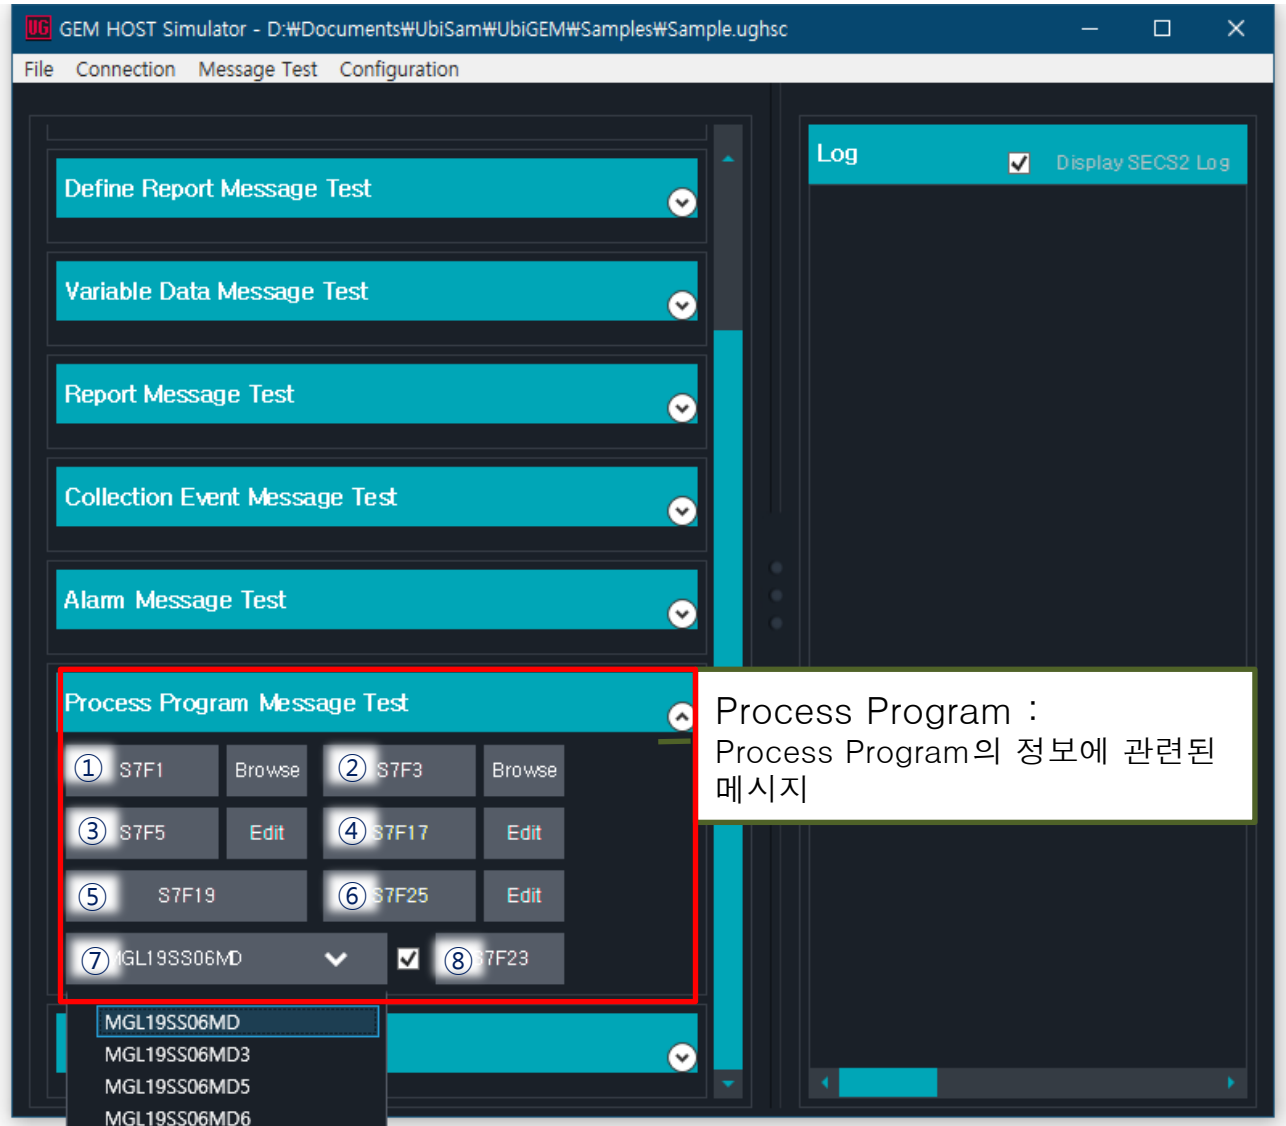 UG GEM HOST Simulator - D:₩Documents₩UbiSam₩UbiGEM₩Samples₩Sample.ughsc
File Connection Message Test Configuration
Log
Display SECS2 Log
Define Report Message Test
Variable Data Message Test
Report Message Test
Collection Event Message Test
Alarm Message Test
Process Program Message Test
① S7F1 Browse ② S7F3 Browse
③ S7F5 Edit ④ S7F17 Edit
⑤ S7F19 ⑥ S7F25 Edit
⑦ MGL19SS06MD ⑧ S7F23
MGL19SS06MD
MGL19SS06MD3
MGL19SS06MD5
MGL19SS06MD6
Process Program :
Process Program의 정보에 관련된
메시지